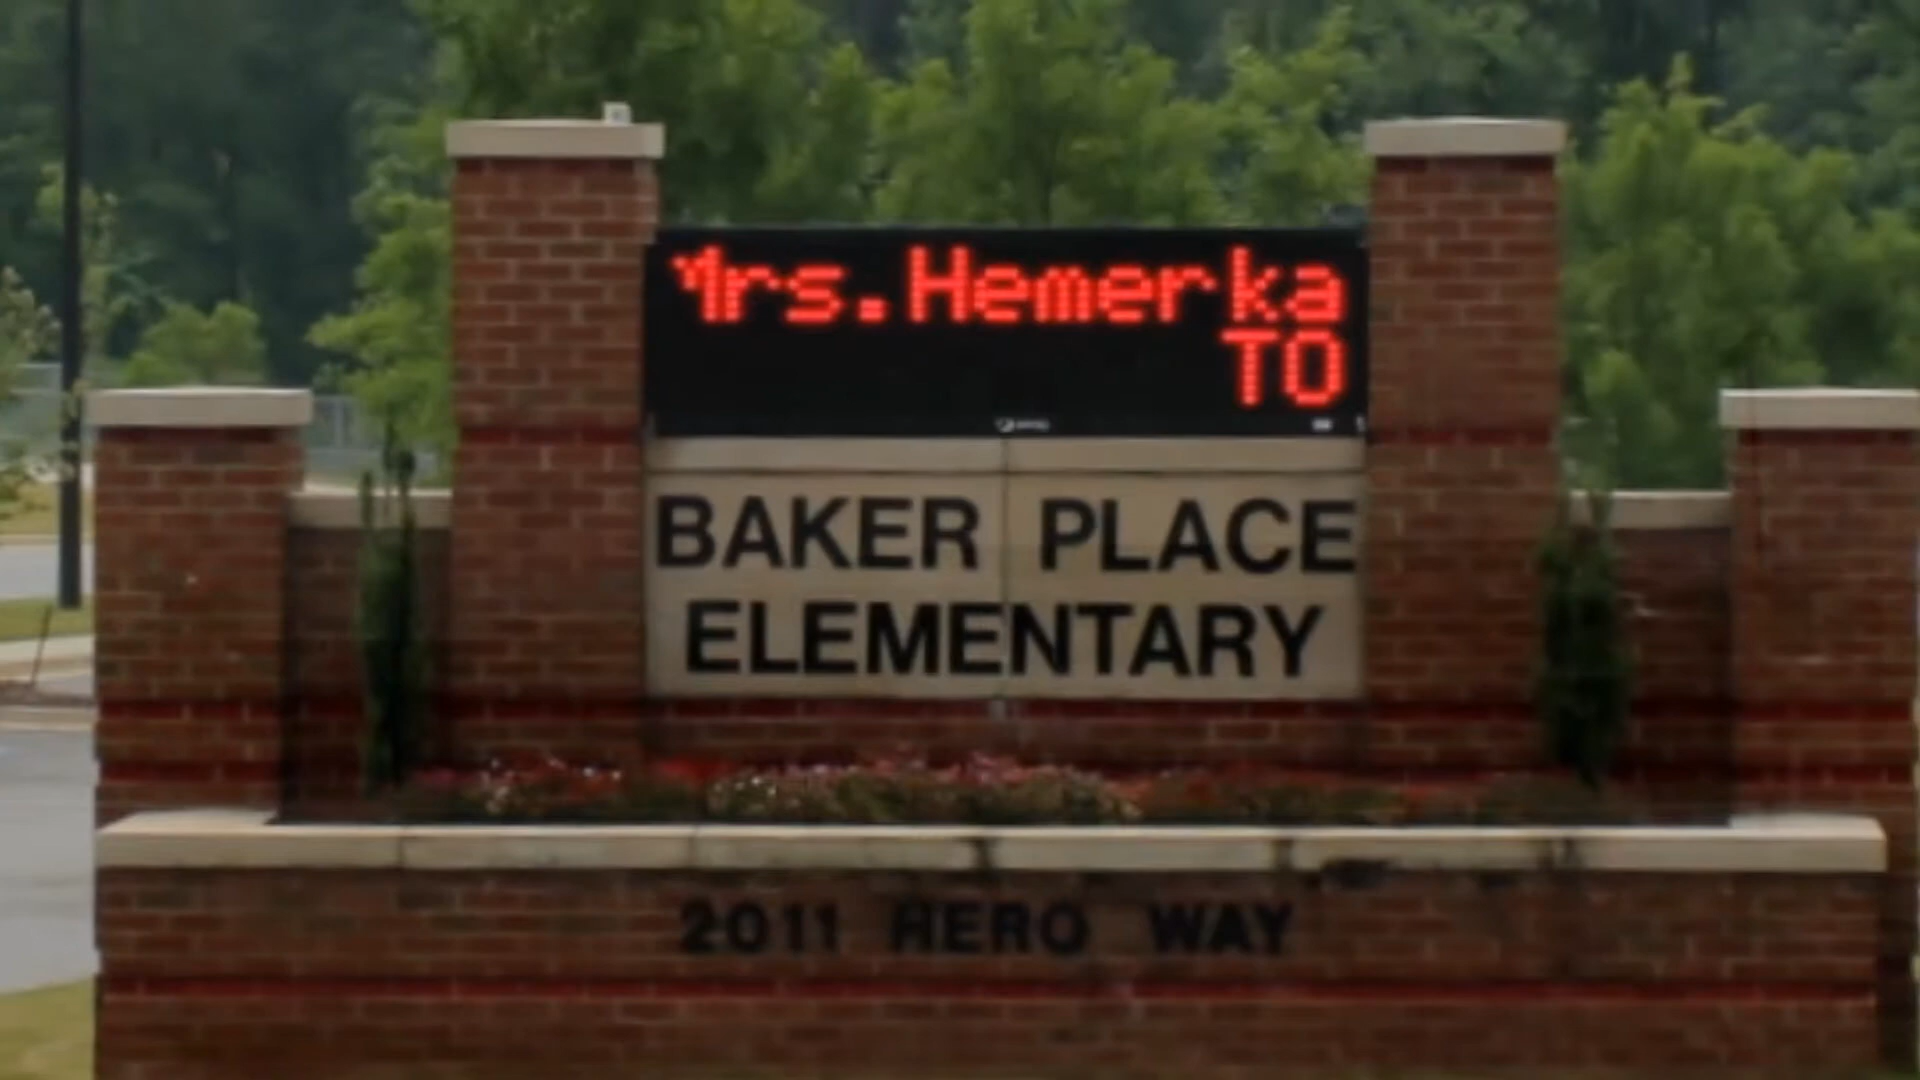 Mrs. Hemerka
TO
BAKER PLACE
ELEMENTARY
2011 HERO WAY